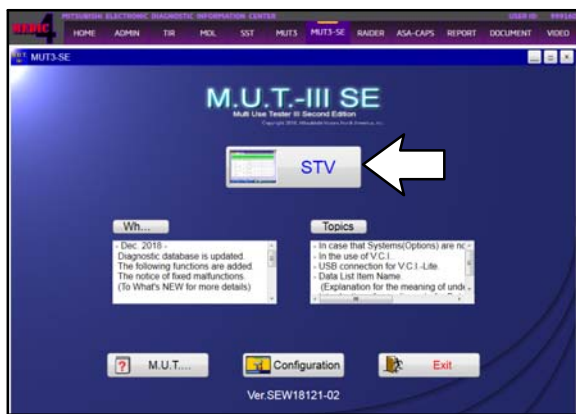 MEDIC 4
MITSUBISHI ELECTRONIC DIAGNOSTIC INFORMATION CENTER
USER ID
HOME ADMIN TIR MDL SST MUT3 MUT3-SE RAIDER ASA-CAPS REPORT DOCUMENT VIDEO
MUT3-SE
M.U.T.-III SE
Multi Use Tester III Second Edition
STV
Wh...
- Dec. 2018 -
Diagnostic database is updated.
The following functions are added.
The notice of fixed malfunctions.
(To What's NEW for more details)
Topics
- In case that Systems(Options) are not
- In the use of V.C.I.
- USB connection for V.C.I.-Lite.
- Data List Item Name.
(Explanation for the meaning of unde
M.U.T....
Configuration
Exit
Ver.SEW18121-02